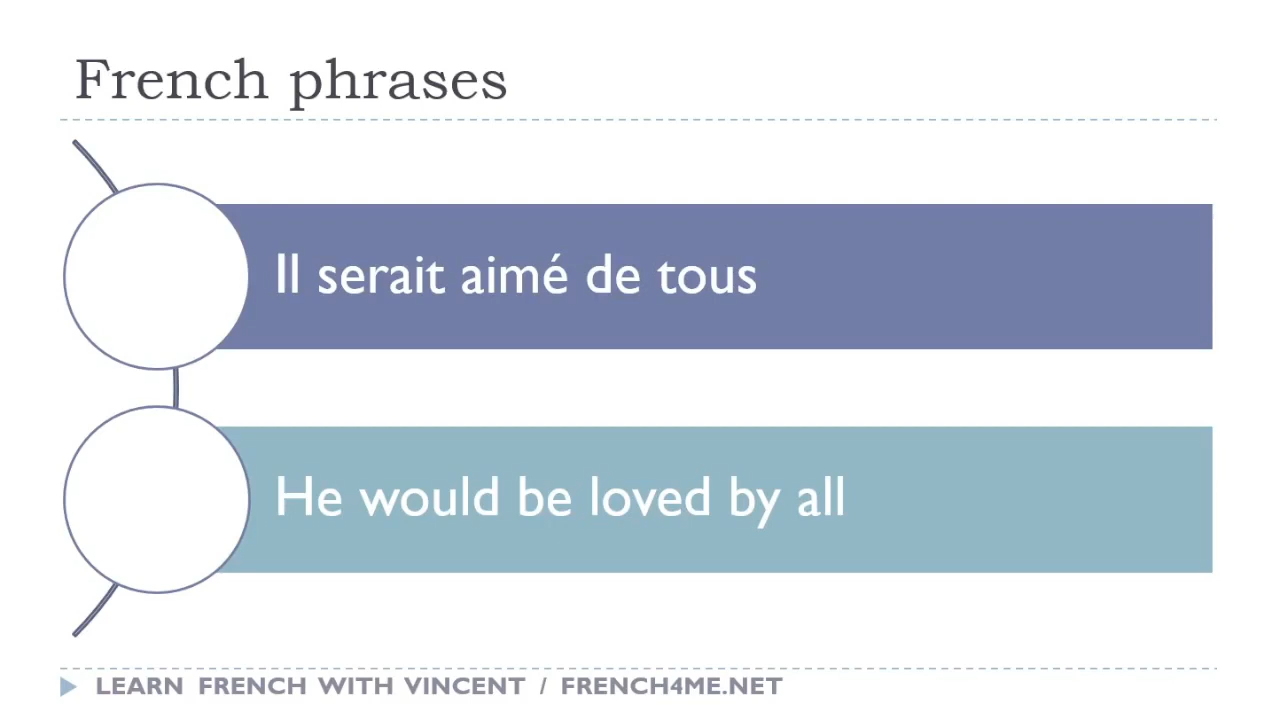 French phrases
Il serait aimé de tous
He would be loved by all
LEARN FRENCH WITH VINCENT / FRENCH4ME.NET